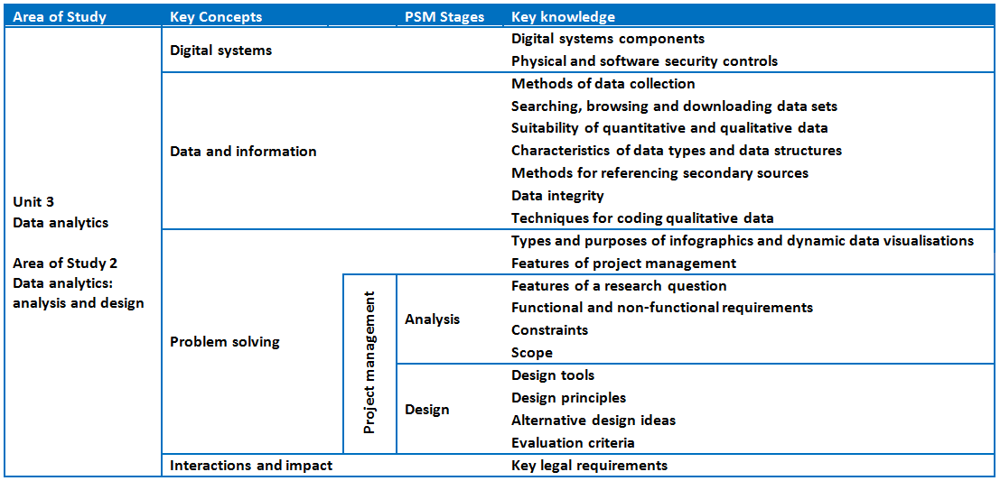 Area of Study Key Concepts PSM Stages Key knowledge
Unit 3
Data analytics
Area of Study 2
Data analytics:
analysis and design
Digital systems
Digital systems components
Physical and software security controls
Data and information
Methods of data collection
Searching, browsing and downloading data sets
Suitability of quantitative and qualitative data
Characteristics of data types and data structures
Methods for referencing secondary sources
Data integrity
Techniques for coding qualitative data
Problem solving
Types and purposes of infographics and dynamic data visualisations
Features of project management
Project management
Analysis
Features of a research question
Functional and non-functional requirements
Constraints
Scope
Design
Design tools
Design principles
Alternative design ideas
Evaluation criteria
Interactions and impact
Key legal requirements